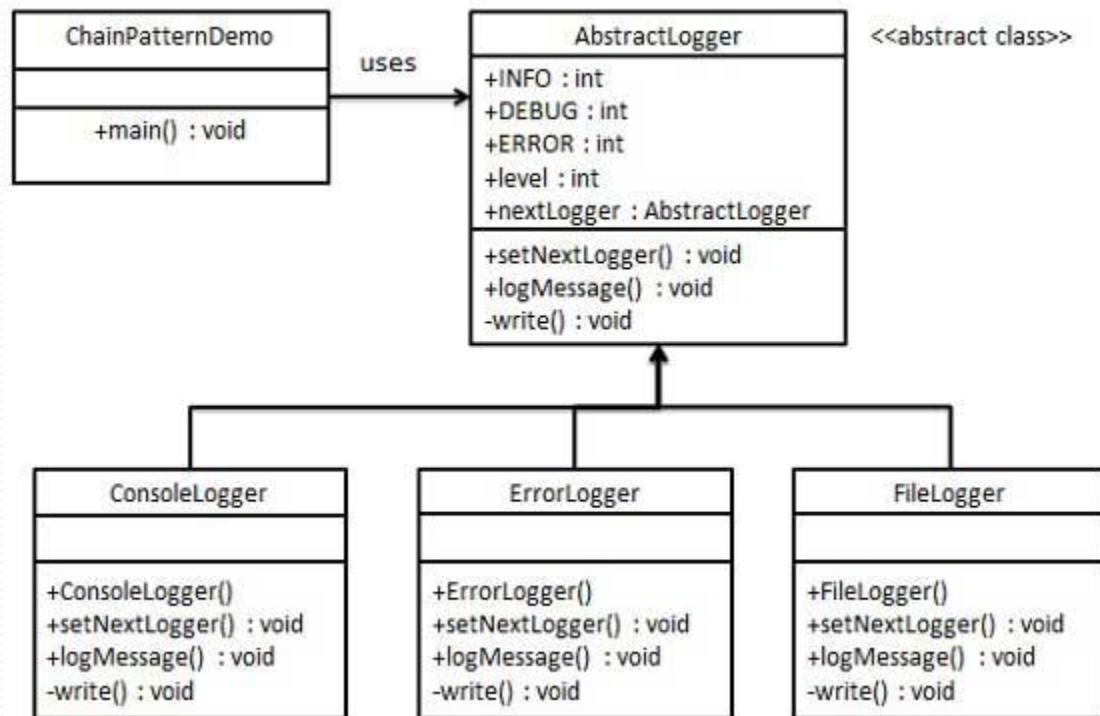 ChainPatternDemo
+main() : void
uses
AbstractLogger
+INFO : int
+DEBUG : int
+ERROR : int
+level : int
+nextLogger : AbstractLogger
+setNextLogger() : void
+logMessage() : void
-write() : void
<<abstract class>>
ConsoleLogger
+ConsoleLogger()
+setNextLogger() : void
+logMessage() : void
-write() : void
ErrorLogger
+ErrorLogger()
+setNextLogger() : void
+logMessage() : void
-write() : void
FileLogger
+FileLogger()
+setNextLogger() : void
+logMessage() : void
-write() : void